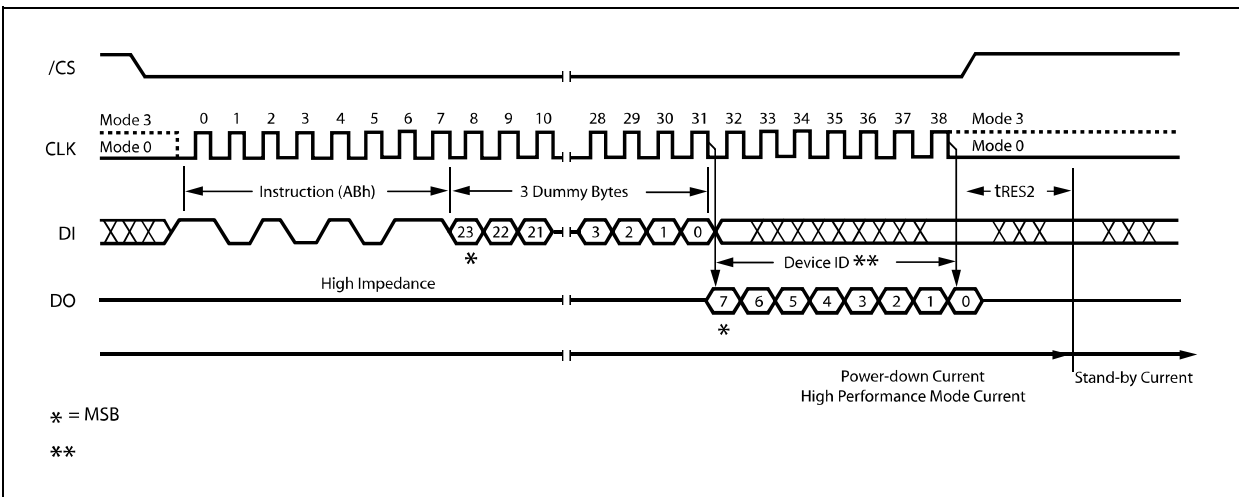 /CS
Mode 3 0 1 2 3 4 5 6 7 8 9 10 28 29 30 31 32 33 34 35 36 37 38 Mode 3
CLK Mode 0 Mode 0
Instruction (ABh) 3 Dummy Bytes tRES2
DI 23 22 21 3 2 1 0
* Device ID **
High Impedance
DO 7 6 5 4 3 2 1 0
*
Power-down Current Stand-by Current
High Performance Mode Current
* = MSB
**